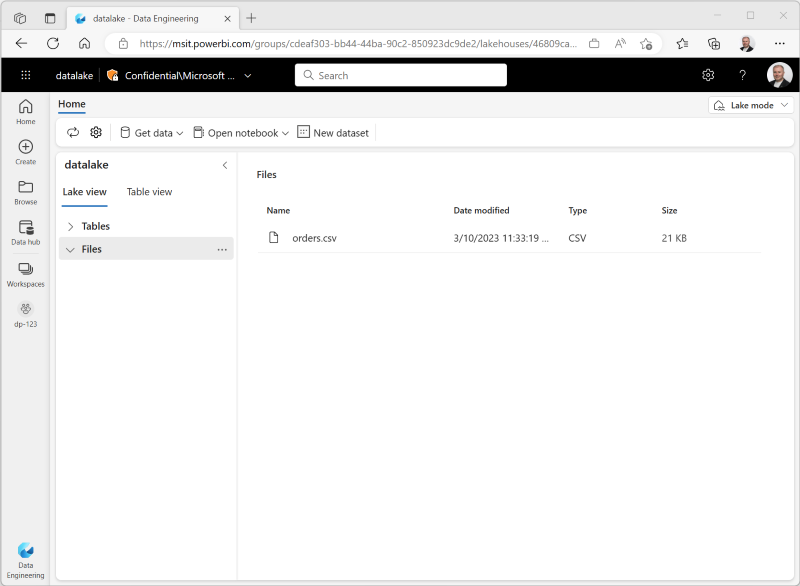 datalake - Data Engineering
https://msit.powerbi.com/groups/cdeaf303-bb44-44ba-90c2-850923dc9de2/lakehouses/46809ca...
datalake
Confidential\Microsoft ...
Search
?
Home
Create
Browse
Data hub
Workspaces
dp-123
Data
Engineering
Home
Lake mode
Get data
Open notebook
New dataset
datalake
Lake view
Table view
Tables
Files
Files
Name Date modified Type Size
orders.csv 3/10/2023 11:33:19 ... CSV 21 KB